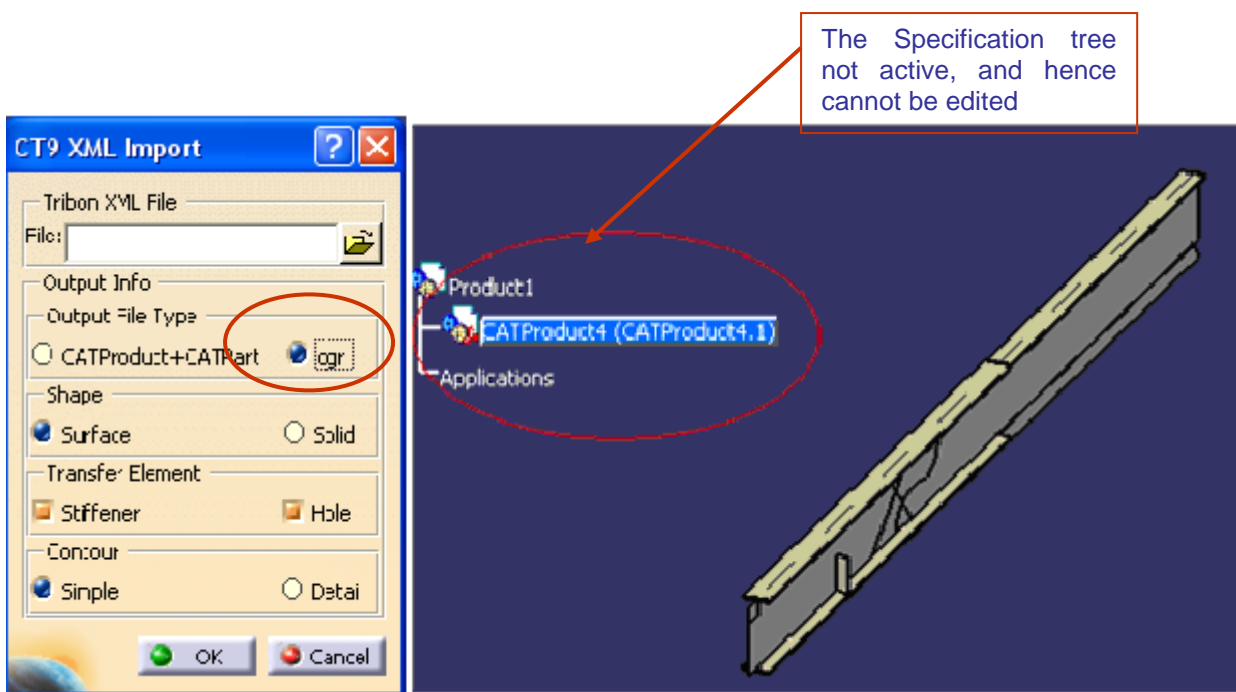 The Specification tree
not active, and hence
cannot be edited
CT9 XML Import
Tribon XML File
File:
Output Info
Output File Type
CATProduct+CATPart
cgr
Shape
Surface
Solid
Transfer Element
Stiffener
Hole
Contour
Simple
Detail
OK
Cancel
Product1
CATProduct4 (CATProduct4.1)
Applications